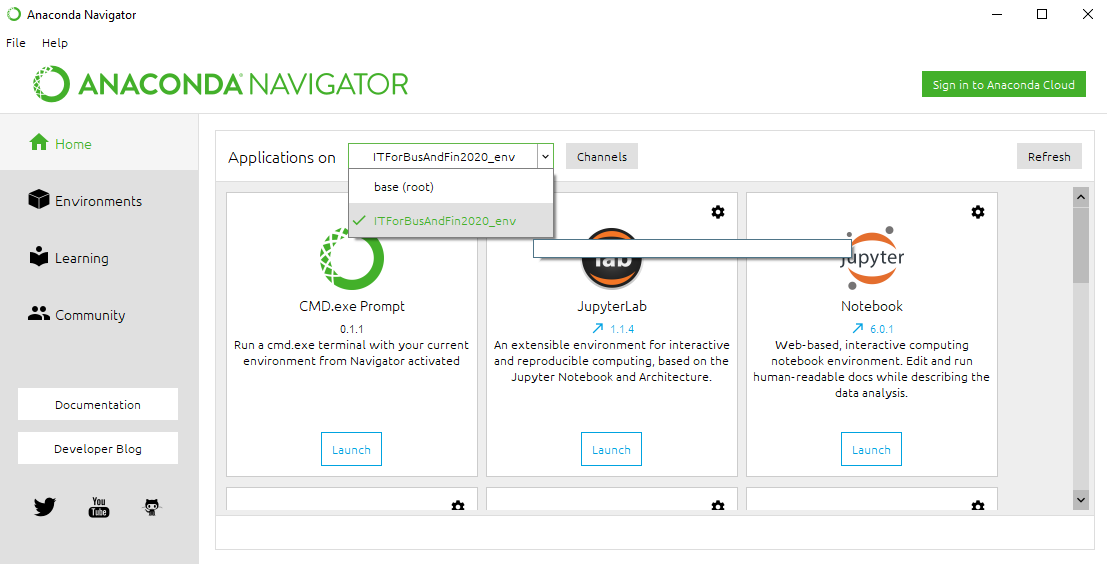 Anaconda Navigator
File Help
ANACONDA NAVIGATOR
Sign in to Anaconda Cloud
Home
Environments
Learning
Community
Documentation
Developer Blog
You
Tube
Applications on
ITForBusAndFin2020_env
Channels
Refresh
base (root)
ITForBusAndFin2020_env
CMD.exe Prompt
0.1.1
Run a cmd.exe terminal with your current
environment from Navigator activated
Launch
lab
JupyterLab
1.1.4
An extensible environment for interactive
and reproducible computing, based on the
Jupyter Notebook and Architecture.
Launch
jupyter
Notebook
6.0.1
Web-based, interactive computing
notebook environment. Edit and run
human-readable docs while describing the
data analysis.
Launch